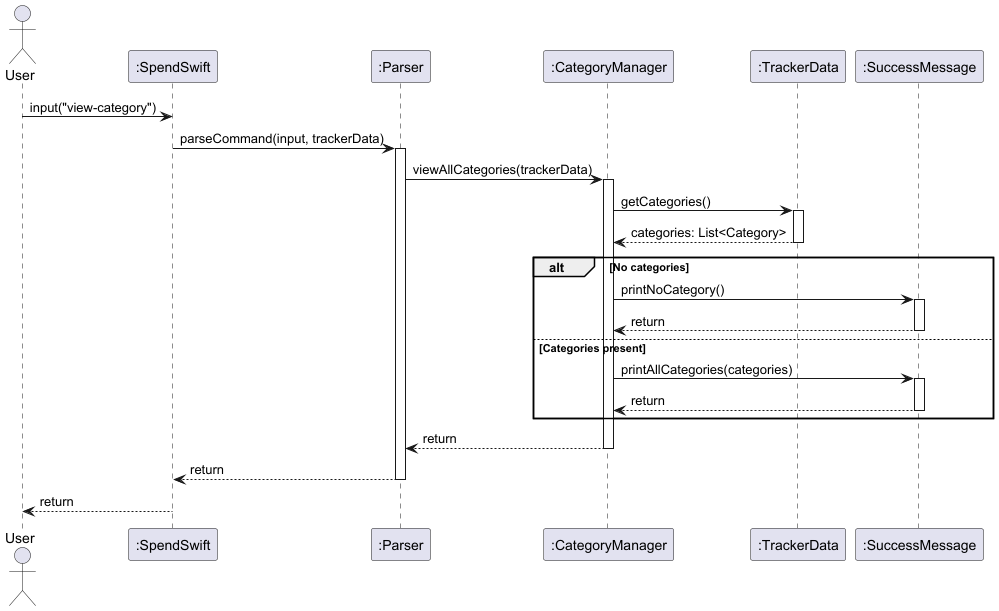 User
:SpendSwift
:Parser
:CategoryManager
:TrackerData
:SuccessMessage
input("view-category")
parseCommand(input, trackerData)
viewAllCategories(trackerData)
getCategories()
categories: List<Category>
alt
[No categories]
printNoCategory()
return
[Categories present]
printAllCategories(categories)
return
return
return
return
User
:SpendSwift
:Parser
:CategoryManager
:TrackerData
:SuccessMessage